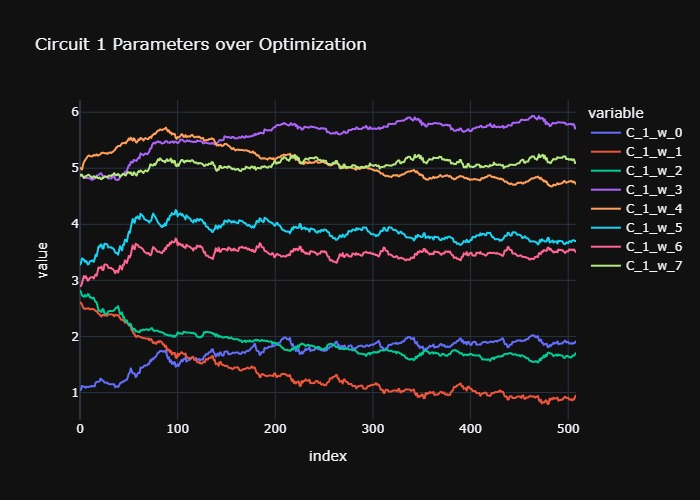 Circuit 1 Parameters over Optimization
variable
C_1_w_0
C_1_w_1
C_1_w_2
C_1_w_3
C_1_w_4
C_1_w_5
C_1_w_6
C_1_w_7
value
6
5
4
3
2
1
0 100 200 300 400 500
index